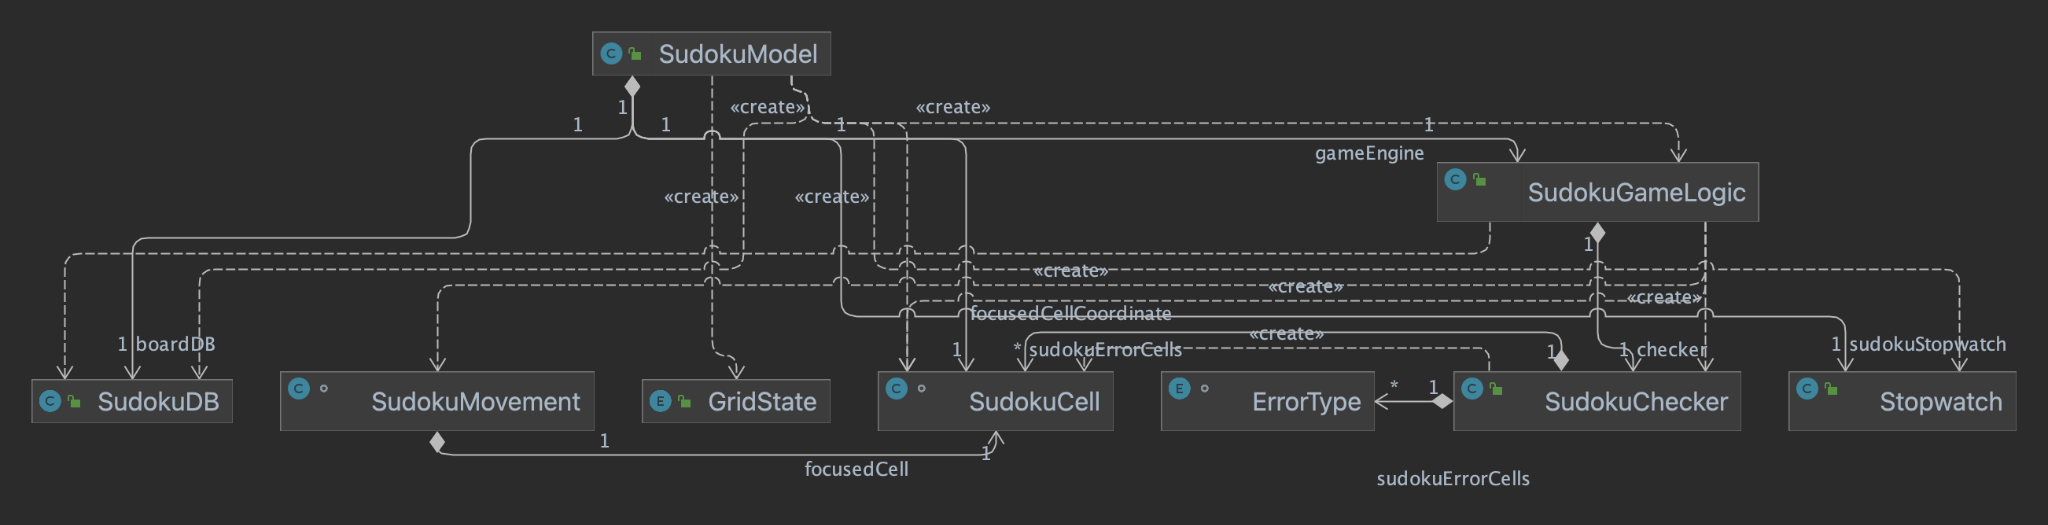 C SudokuModel
1
«create»
«create»
1
1
1
1
gameEngine
C SudokuGameLogic
«create»
«create»
1
«create»
«create»
«create»
focusedCellCoordinate
«create»
1 boardDB
1
* sudokuErrorCells
1
1 checker
1 sudokuStopwatch
C SudokuDB
C SudokuMovement
E GridState
C SudokuCell
E ErrorType
* 1
C SudokuChecker
C Stopwatch
1
1
focusedCell
sudokuErrorCells